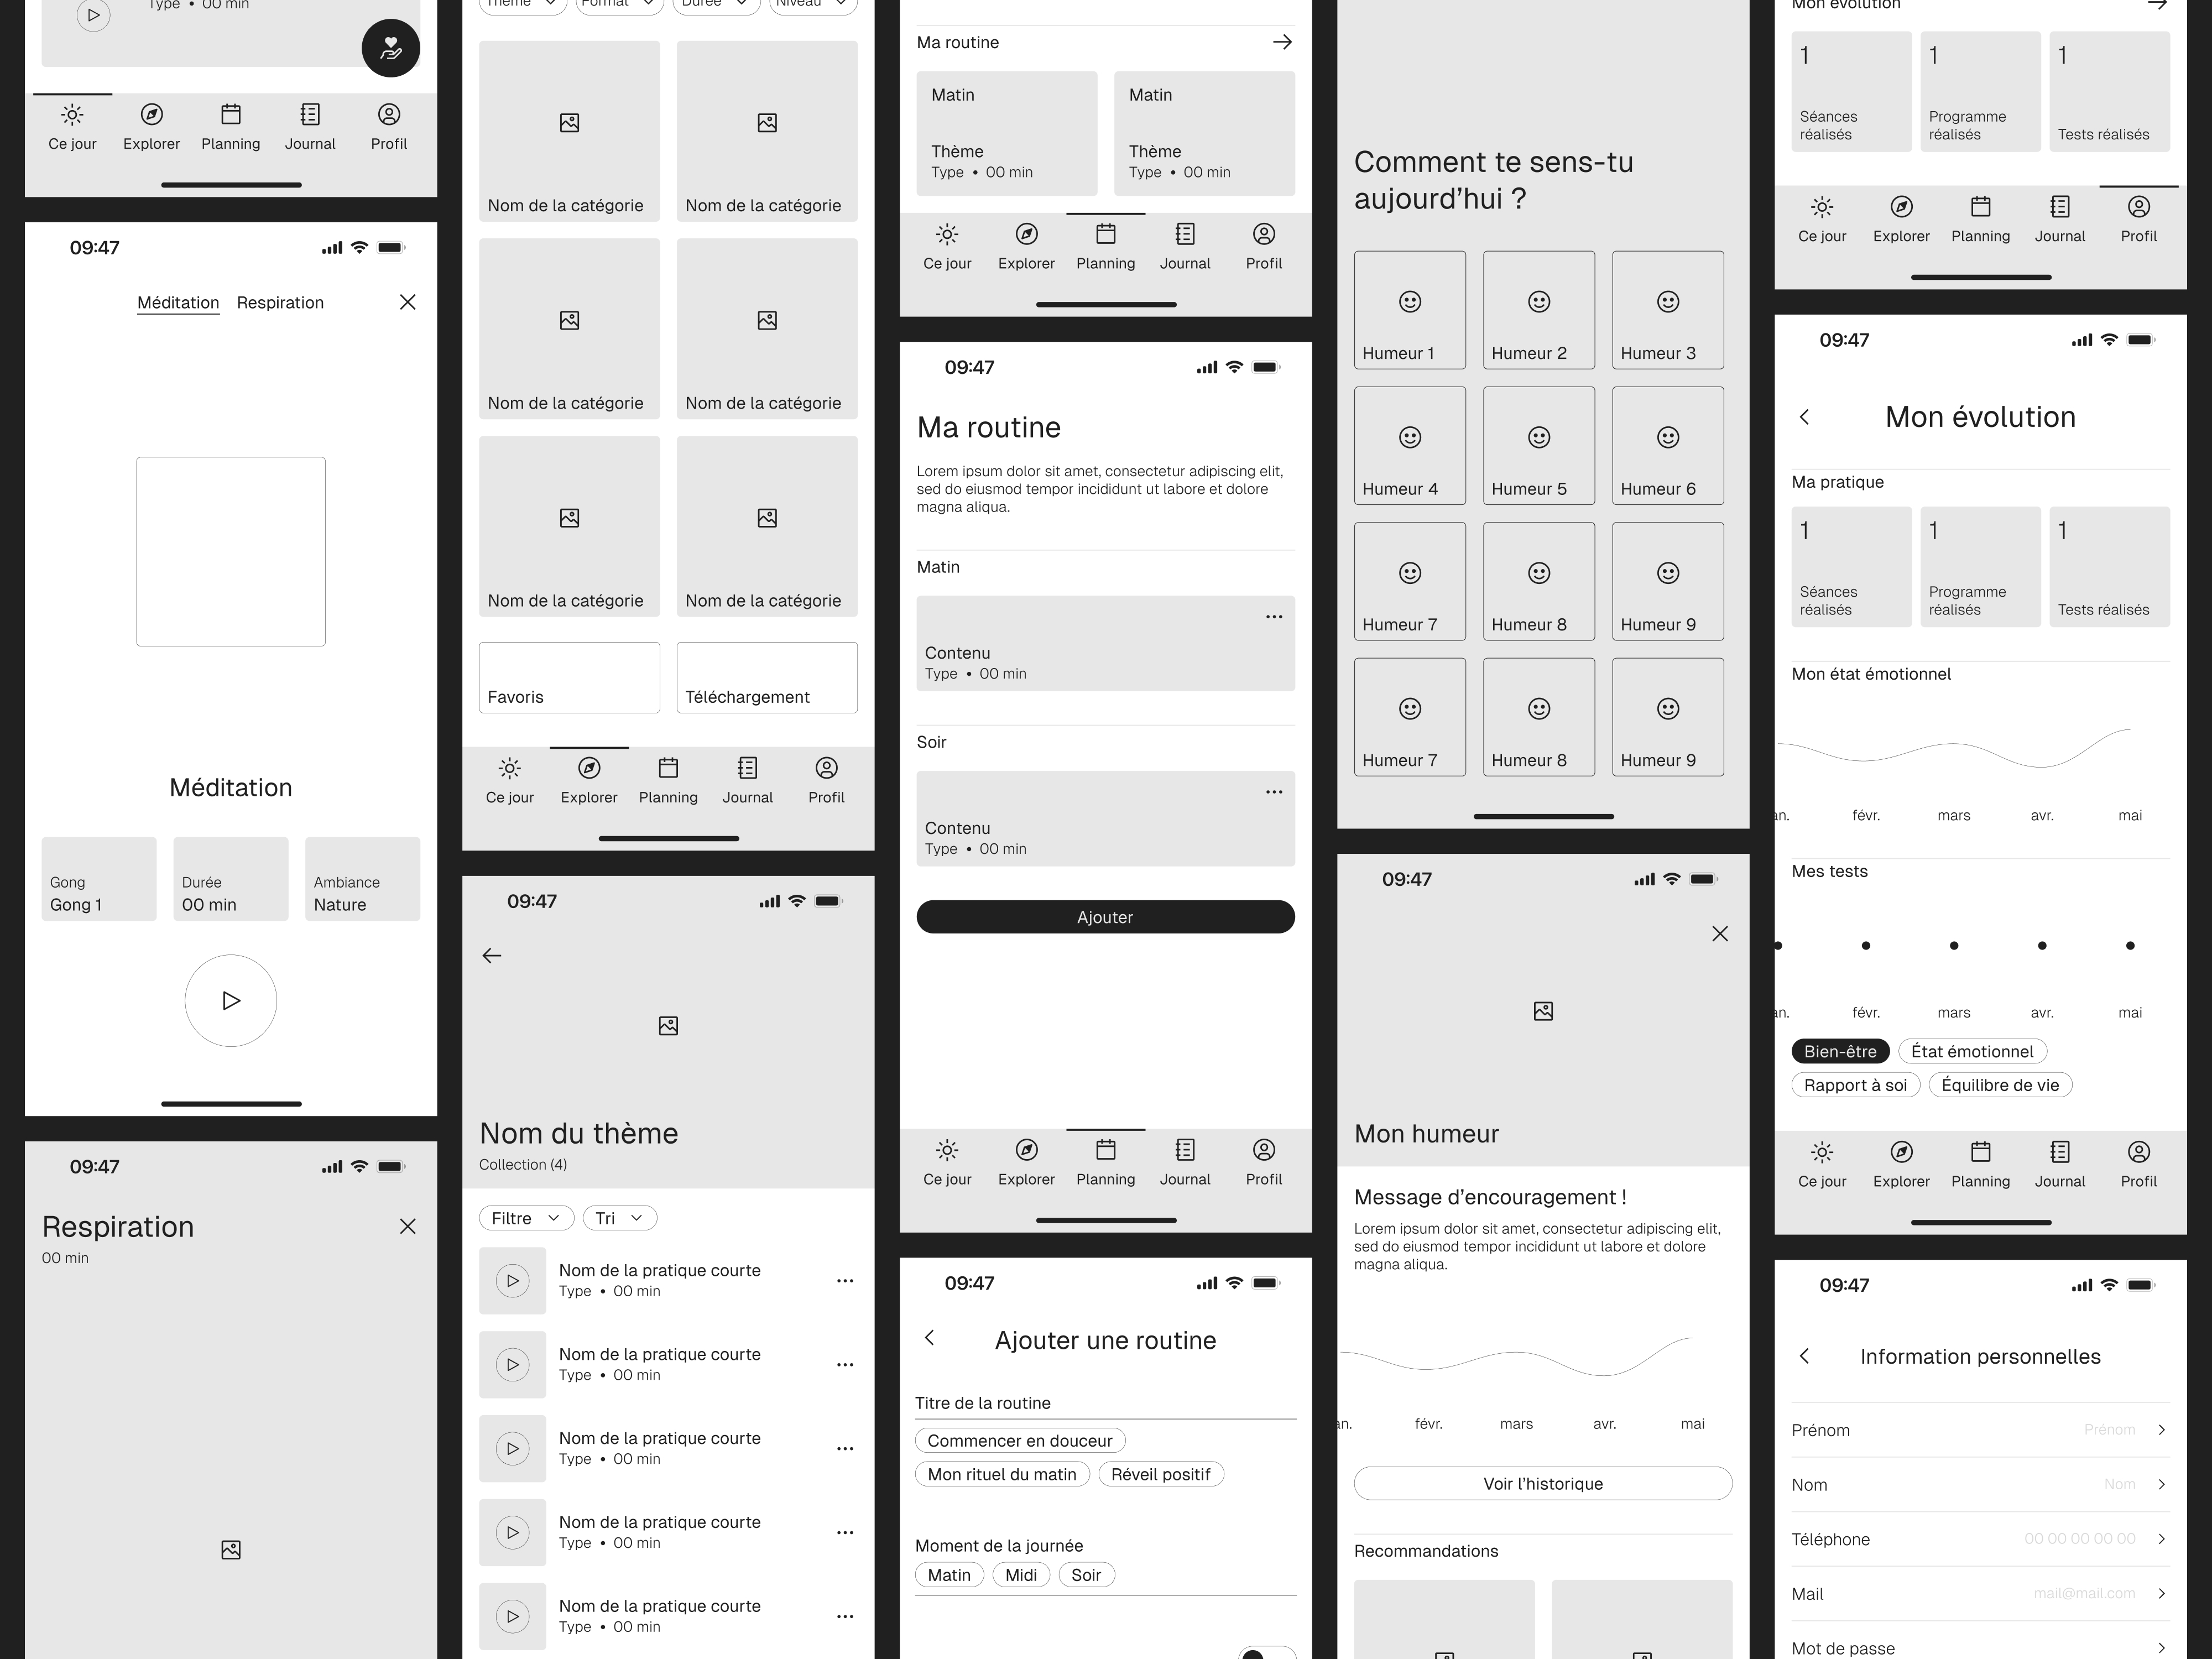 Type • 00 min
Ce jour
Explorer
Planning
Journal
Profil
09:47
Méditation
Respiration
Méditation
Gong
Gong 1
Durée
00 min
Ambiance
Nature
09:47
Respiration
00 min
Thème
Format
Durée
Niveau
Nom de la catégorie
Nom de la catégorie
Nom de la catégorie
Nom de la catégorie
Nom de la catégorie
Nom de la catégorie
Favoris
Téléchargement
Ce jour
Explorer
Planning
Journal
Profil
09:47
Nom du thème
Collection (4)
Filtre
Tri
Nom de la pratique courte
Type • 00 min
Nom de la pratique courte
Type • 00 min
Nom de la pratique courte
Type • 00 min
Nom de la pratique courte
Type • 00 min
Nom de la pratique courte
Type • 00 min
Ma routine
Matin
Thème
Type • 00 min
Matin
Thème
Type • 00 min
Ce jour
Explorer
Planning
Journal
Profil
09:47
Ma routine
Lorem ipsum dolor sit amet, consectetur adipiscing elit,
sed do eiusmod tempor incididunt ut labore et dolore
magna aliqua.
Matin
Contenu
Type • 00 min
Soir
Contenu
Type • 00 min
Ajouter
Ce jour
Explorer
Planning
Journal
Profil
09:47
Ajouter une routine
Titre de la routine
Commencer en douceur
Mon rituel du matin
Réveil positif
Moment de la journée
Matin
Midi
Soir
Comment te sens-tu
aujourd’hui ?
Humeur 1
Humeur 2
Humeur 3
Humeur 4
Humeur 5
Humeur 6
Humeur 7
Humeur 8
Humeur 9
Humeur 7
Humeur 8
Humeur 9
09:47
Mon humeur
Message d’encouragement !
Lorem ipsum dolor sit amet, consectetur adipiscing elit,
sed do eiusmod tempor incididunt ut labore et dolore
magna aliqua.
an.
févr.
mars
avr.
mai
Voir l’historique
Recommandations
Mon évolution
1
Séances
réalisés
1
Programme
réalisés
1
Tests réalisés
Ce jour
Explorer
Planning
Journal
Profil
09:47
Mon évolution
Ma pratique
1
Séances
réalisés
1
Programme
réalisés
1
Tests réalisés
Mon état émotionnel
an.
févr.
mars
avr.
mai
Mes tests
an.
févr.
mars
avr.
mai
Bien-être
État émotionnel
Rapport à soi
Équilibre de vie
Ce jour
Explorer
Planning
Journal
Profil
09:47
Information personnelles
Prénom
Prénom
Nom
Nom
Téléphone
00 00 00 00 00
Mail
mail@mail.com
Mot de passe